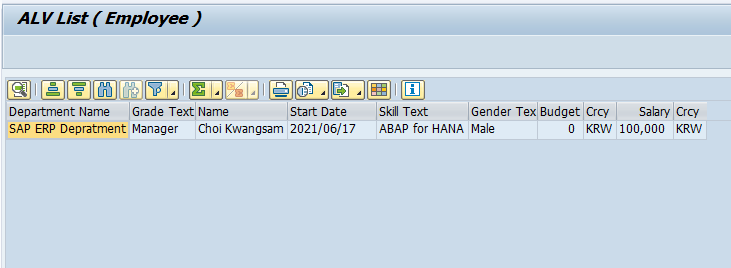 ALV List ( Employee )
Department Name Grade Text Name Start Date Skill Text Gender Tex Budget Crcy Salary Crcy
SAP ERP Depratment Manager Choi Kwangsam 2021/06/17 ABAP for HANA Male 0 KRW 100,000 KRW